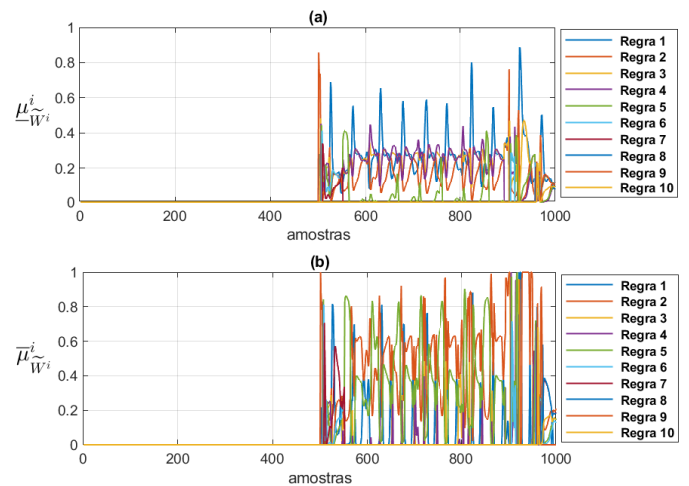 (a)
1
0.8
0.6
0.4
0.2
0
μ̲^i_{W̃^i}
0 200 400 600 800 1000
amostras
Regra 1
Regra 2
Regra 3
Regra 4
Regra 5
Regra 6
Regra 7
Regra 8
Regra 9
Regra 10
(b)
1
0.8
0.6
0.4
0.2
0
μ̅^i_{W̃^i}
0 200 400 600 800 1000
amostras
Regra 1
Regra 2
Regra 3
Regra 4
Regra 5
Regra 6
Regra 7
Regra 8
Regra 9
Regra 10